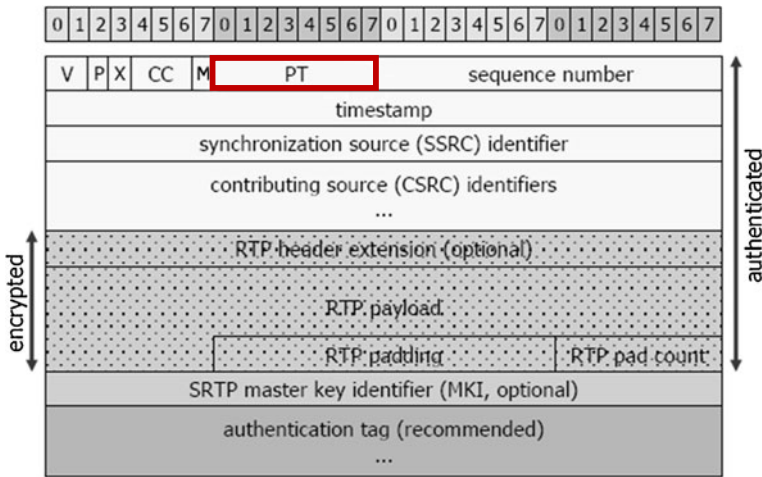 0 1 2 3 4 5 6 7 0 1 2 3 4 5 6 7 0 1 2 3 4 5 6 7 0 1 2 3 4 5 6 7
V P X CC M PT sequence number
timestamp
synchronization source (SSRC) identifier
contributing source (CSRC) identifiers
...
RTP header extension (optional)
RTP payload
RTP padding RTP pad count
SRTP master key identifier (MKI, optional)
authentication tag (recommended)
...
encrypted
authenticated